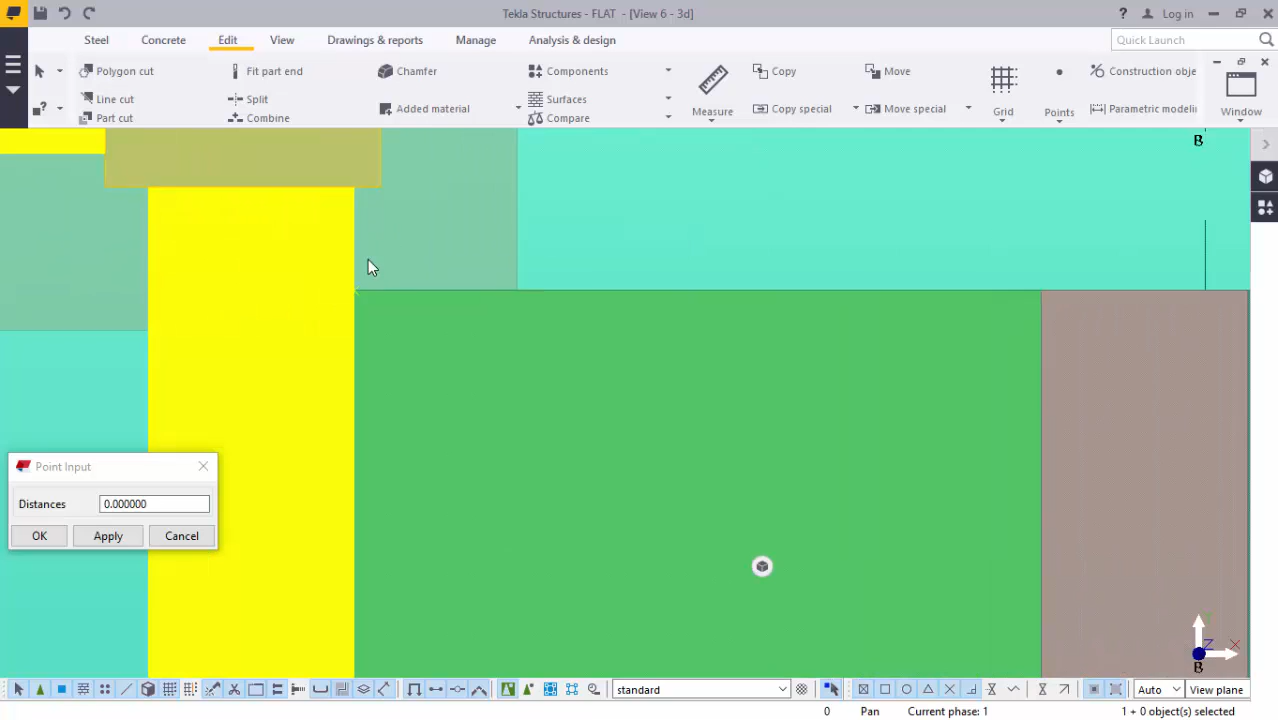 Tekla Structures - FLAT - [View 6 - 3d]
? Log in
Steel Concrete Edit View Drawings & reports Manage Analysis & design Quick Launch
Polygon cut Fit part end Chamfer Components Copy Move Construction obje
Line cut Split Added material Surfaces Measure Copy special Move special Grid Points Parametric modelin Window
Part cut Combine Compare
B
Point Input
Distances 0.000000
OK Apply Cancel
Y
Z X
B
standard Auto View plane
0 Pan Current phase: 1 1 + 0 object(s) selected